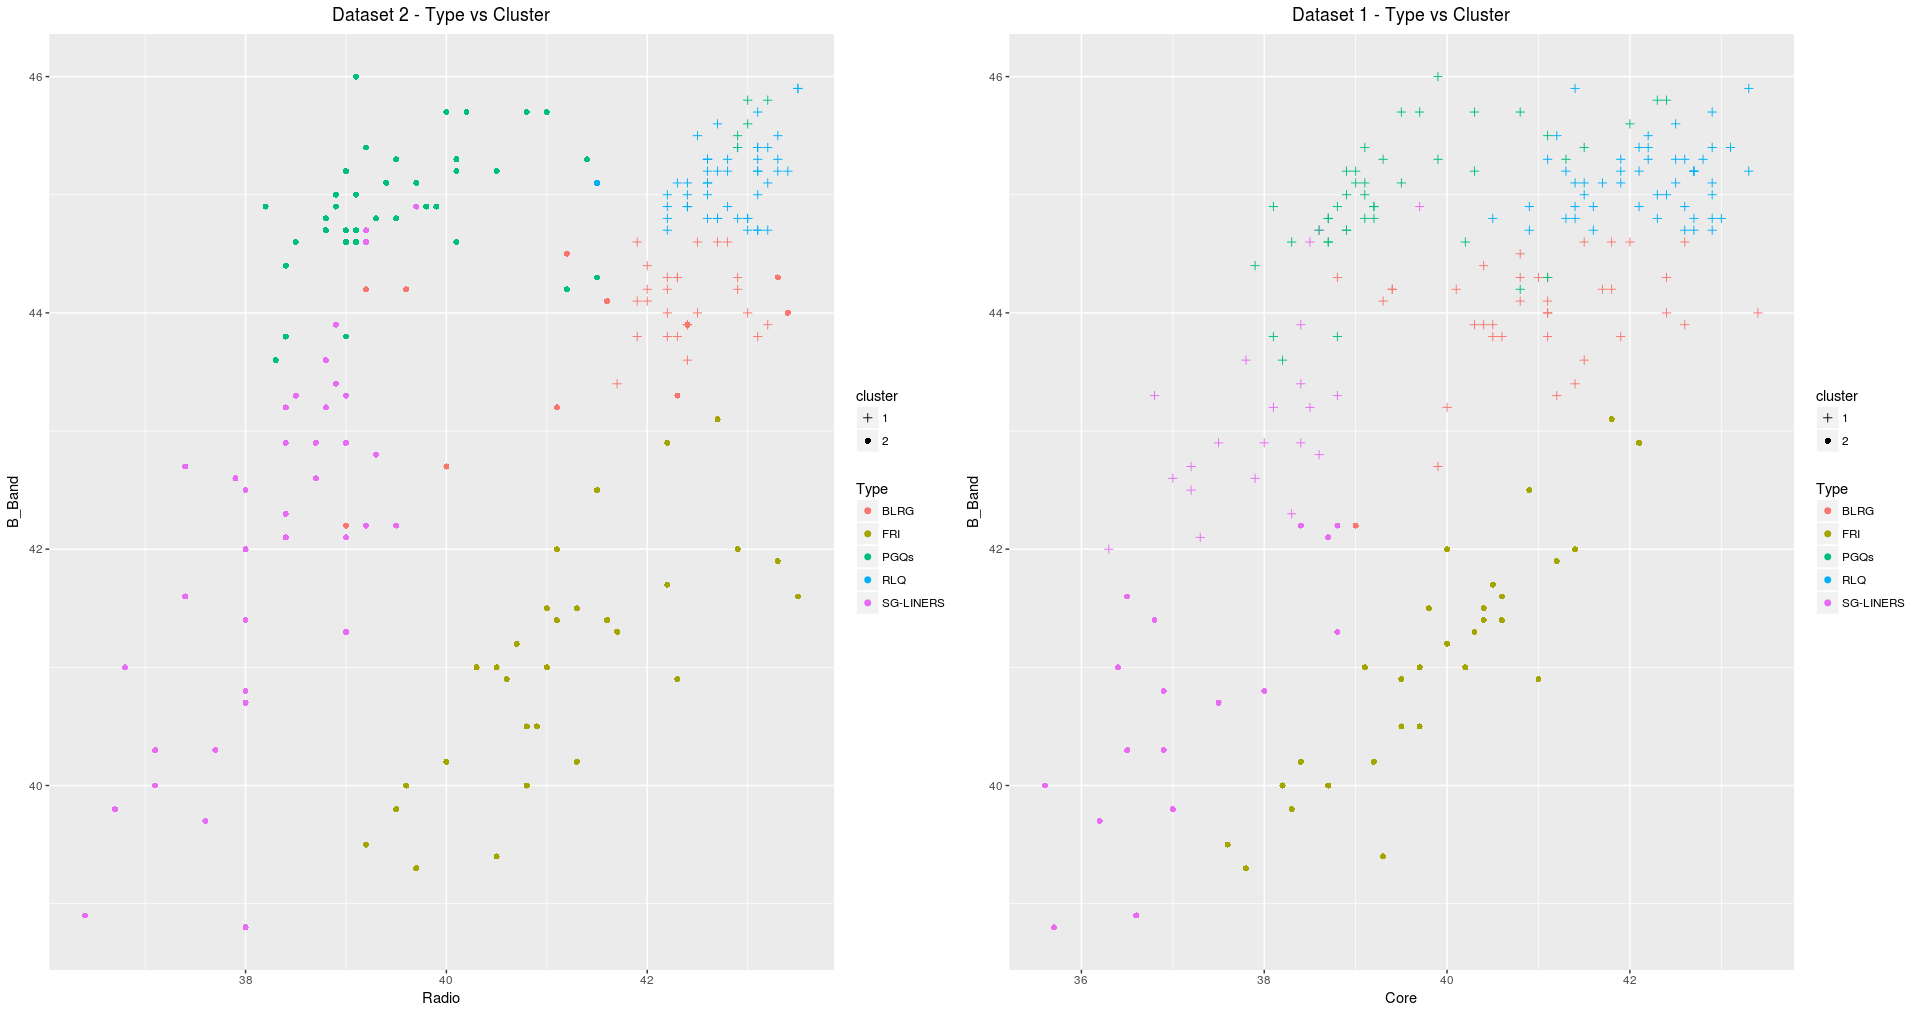 Dataset 2 - Type vs Cluster
46
44
42
40
B_Band
38
40
42
Radio
cluster
1
2
Type
BLRG
FRI
PGQs
RLQ
SG-LINERS
Dataset 1 - Type vs Cluster
46
44
42
40
B_Band
36
38
40
42
Core
cluster
1
2
Type
BLRG
FRI
PGQs
RLQ
SG-LINERS